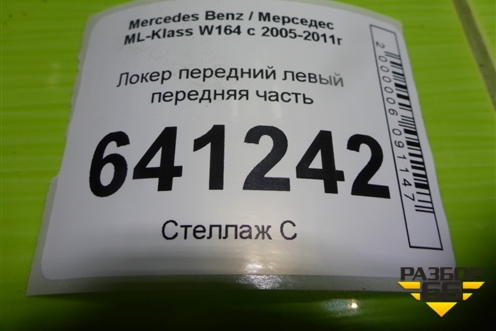 Mercedes Benz / Мерседес
ML-Klass W164 с 2005-2011г
Локер передний левый
передняя часть
641242
Стеллаж С
2000006091147
РАЗБОР